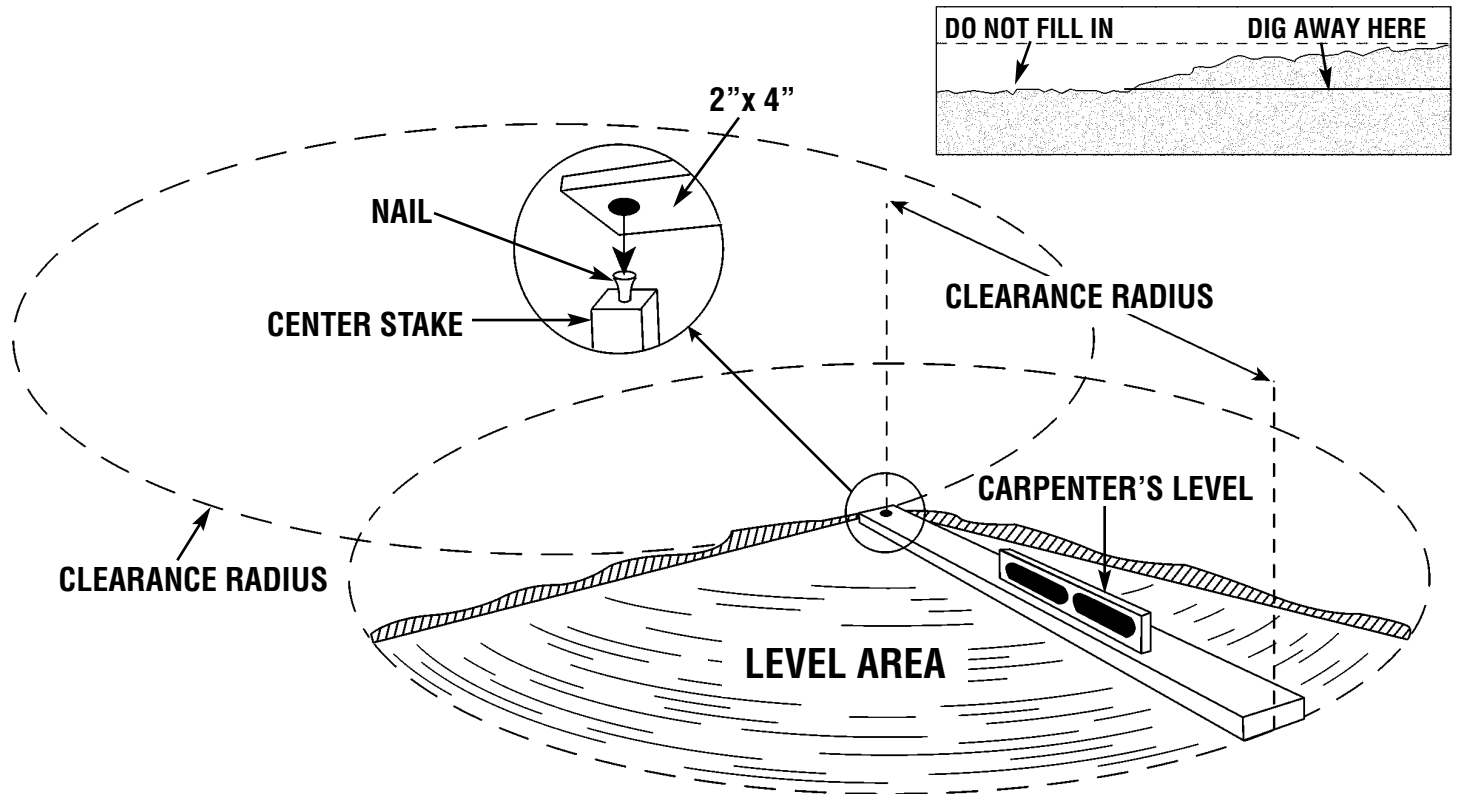 DO NOT FILL IN
DIG AWAY HERE
2”x 4”
NAIL
CENTER STAKE
CLEARANCE RADIUS
CARPENTER’S LEVEL
CLEARANCE RADIUS
LEVEL AREA